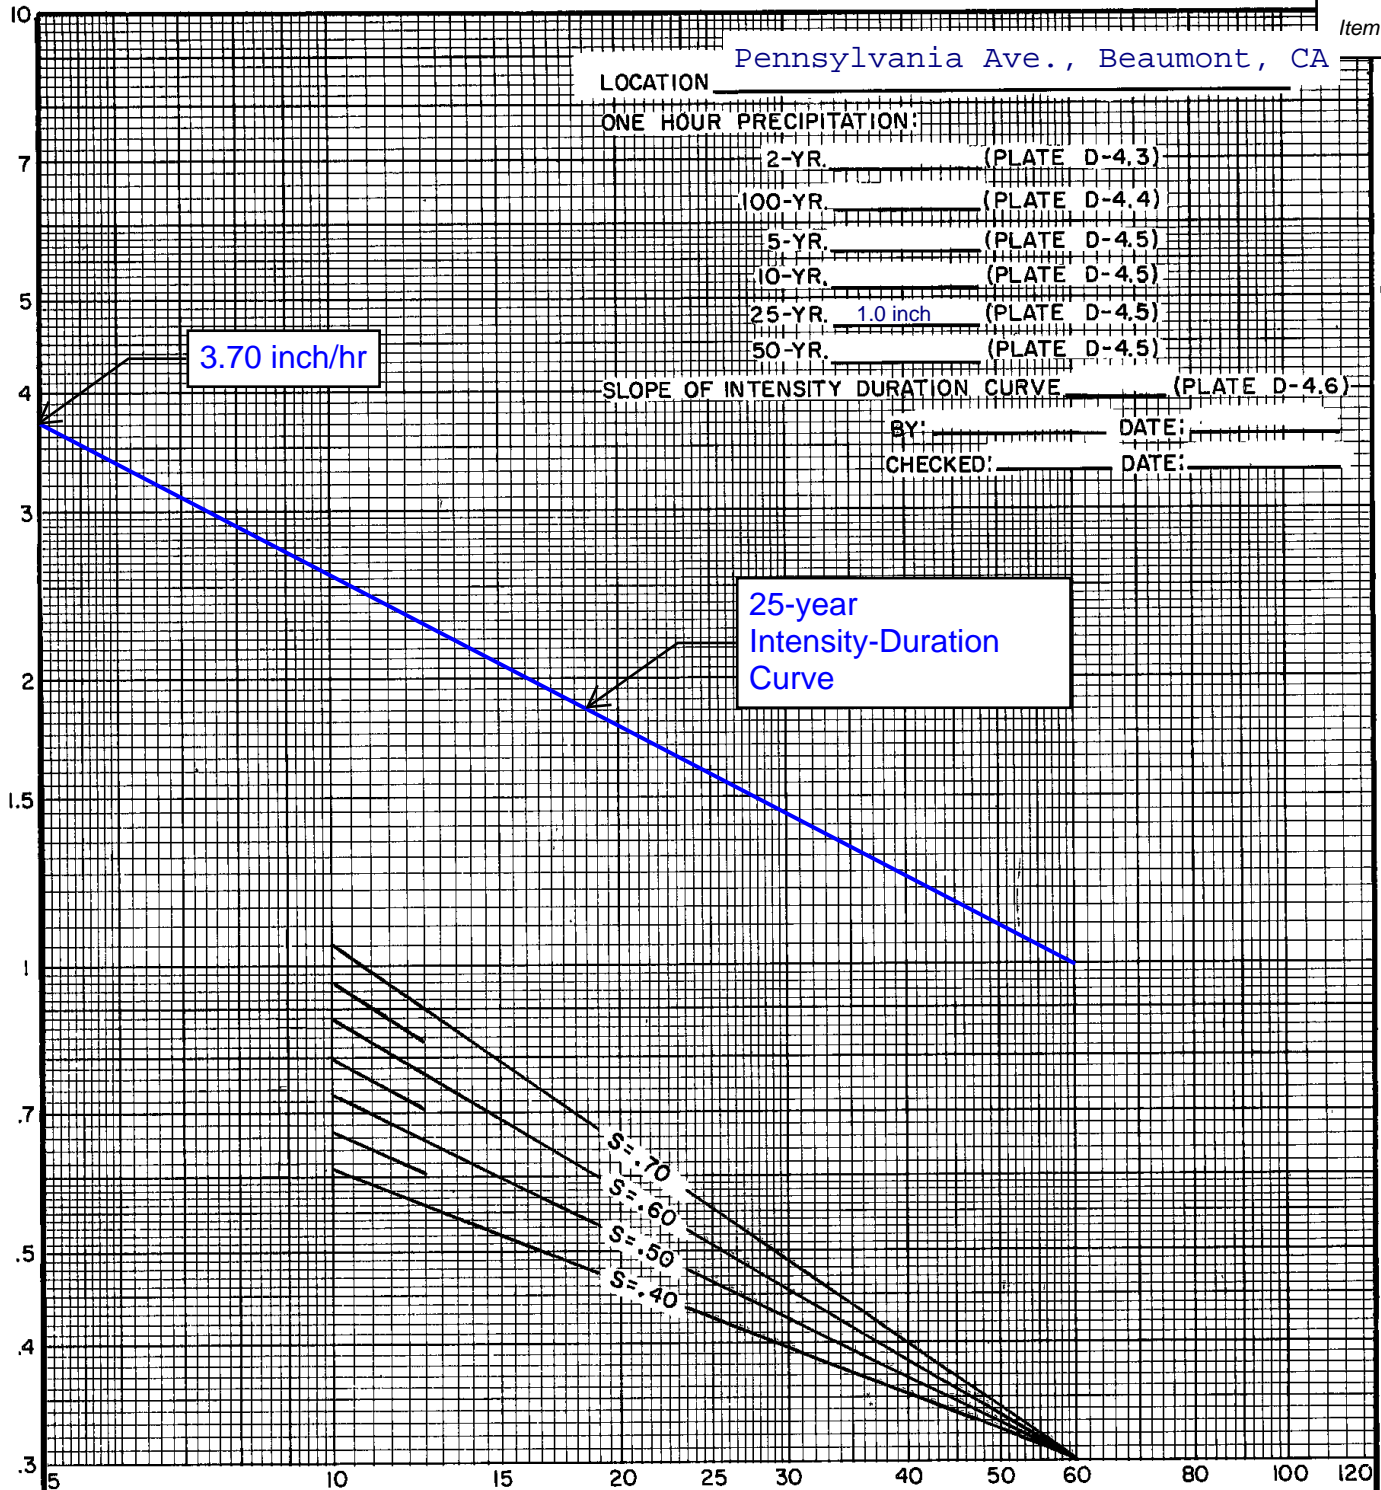 Item
Pennsylvania Ave., Beaumont, CA
LOCATION
ONE HOUR PRECIPITATION:
2-YR. (PLATE D-4.3)
100-YR. (PLATE D-4.4)
5-YR. (PLATE D-4.5)
10-YR. (PLATE D-4.5)
25-YR. 1.0 inch (PLATE D-4.5)
50-YR. (PLATE D-4.5)
SLOPE OF INTENSITY DURATION CURVE (PLATE D-4.6)
BY: DATE:
CHECKED: DATE:
3.70 inch/hr
25-year
Intensity-Duration
Curve
S=.70
S=.60
S=.50
S=.40
10
7
5
4
3
2
1.5
1
.7
.5
.4
.3
5 10 15 20 25 30 40 50 60 80 100 120